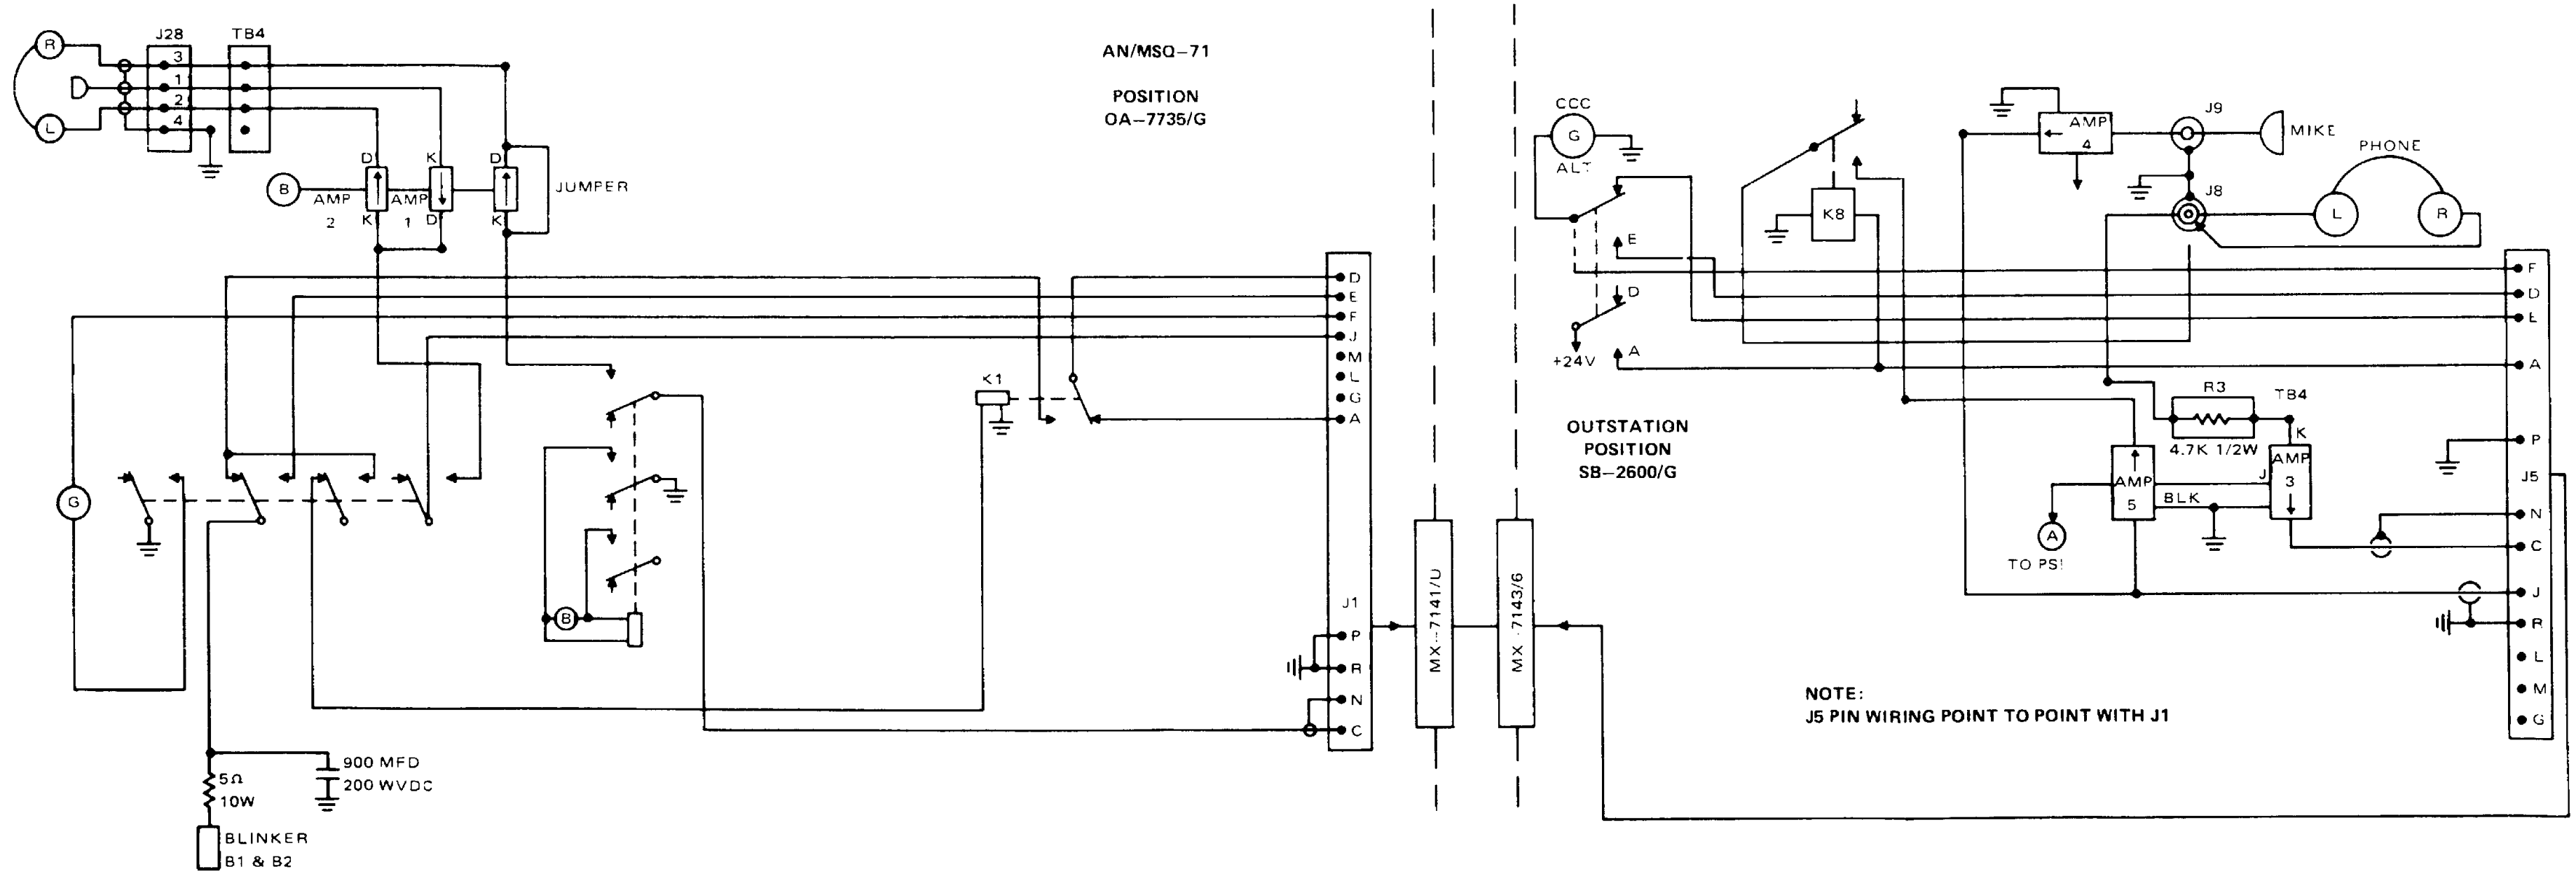 AN/MSQ-71
POSITION
OA-7735/G
J28
TB4
R
L
3
1
2
4
D
K
D
B
AMP
2
AMP
1
K
D
K
JUMPER
D
E
F
J
M
L
G
A
K1
G
B
J1
P
R
N
C
900 MFD
200 WVDC
5Ω
10W
BLINKER
B1 & B2
MX-7141/U
MX-7143/6
CCC
G
ALT
E
D
+24V
A
K8
OUTSTATION
POSITION
SB-2600/G
AMP
4
J9
MIKE
PHONE
J8
L
R
R3
4.7K 1/2W
TB4
K
AMP
3
J
AMP
5
BLK
A
TO PSI
F
D
E
A
P
J5
N
C
J
R
L
M
G
NOTE:
J5 PIN WIRING POINT TO POINT WITH J1